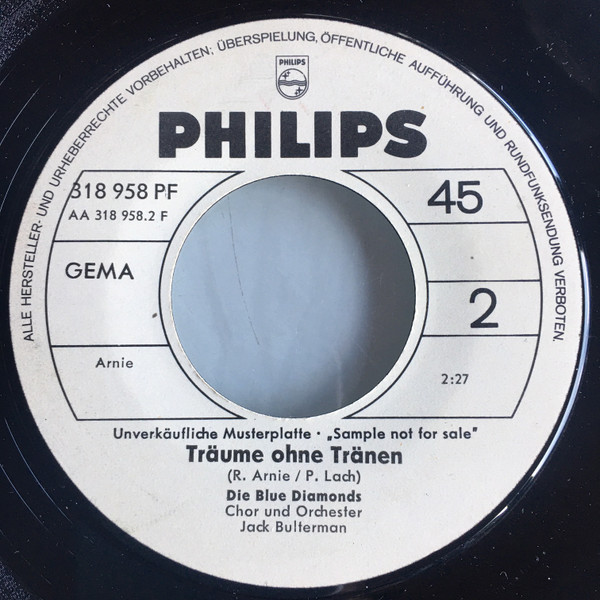 ALLE HERSTELLER- UND URHEBERRECHTE VORBEHALTEN; ÜBERSPIELUNG, ÖFFENTLICHE AUFFÜHRUNG UND RUNDFUNKSENDUNG VERBOTEN.
PHILIPS
PHILIPS
318 958 PF
AA 318 958.2 F
45
GEMA
2
Arnie
2:27
Unverkäufliche Musterplatte · „Sample not for sale"
Träume ohne Tränen
(R. Arnie / P. Lach)
Die Blue Diamonds
Chor und Orchester
Jack Bulterman